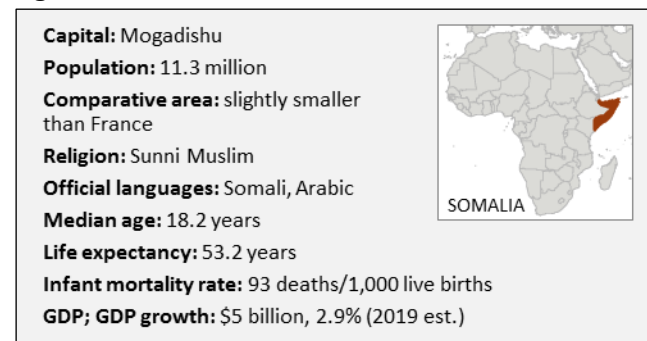 Capital: Mogadishu
Population: 11.3 million
Comparative area: slightly smaller
than France
Religion: Sunni Muslim
Official languages: Somali, Arabic
Median age: 18.2 years
Life expectancy: 53.2 years
Infant mortality rate: 93 deaths/1,000 live births
GDP; GDP growth: $5 billion, 2.9% (2019 est.)
SOMALIA